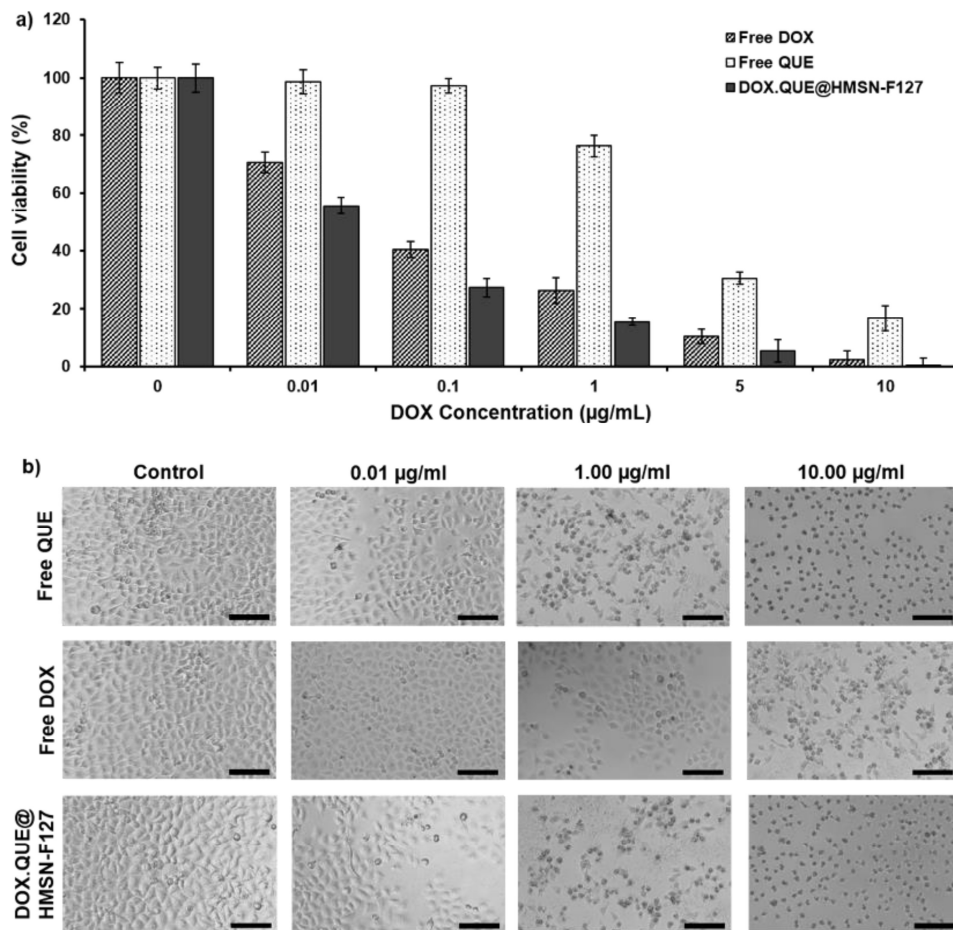 a)
120
100
80
60
40
20
0
Cell viability (%)
Free DOX
Free QUE
DOX.QUE@HMSN-F127
0 0.01 0.1 1 5 10
DOX Concentration (µg/mL)
b)
Control 0.01 µg/ml 1.00 µg/ml 10.00 µg/ml
Free QUE
Free DOX
DOX.QUE@
HMSN-F127